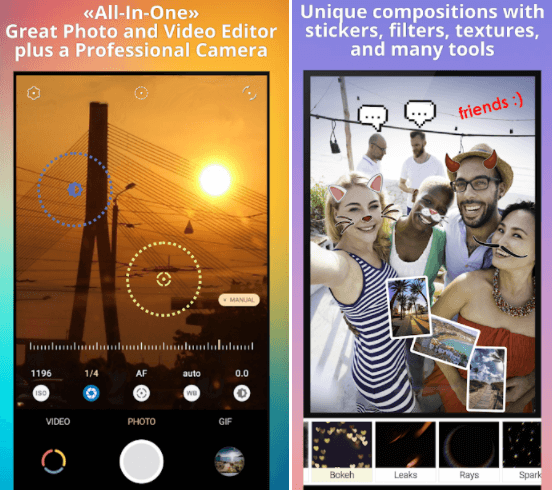 «All-In-One»
Great Photo and Video Editor
plus a Professional Camera
MANUAL
1196 1/4 AF auto 0.0
ISO WB
VIDEO PHOTO GIF
Unique compositions with
stickers, filters, textures,
and many tools
friends :)
Bokeh Leaks Rays Spark